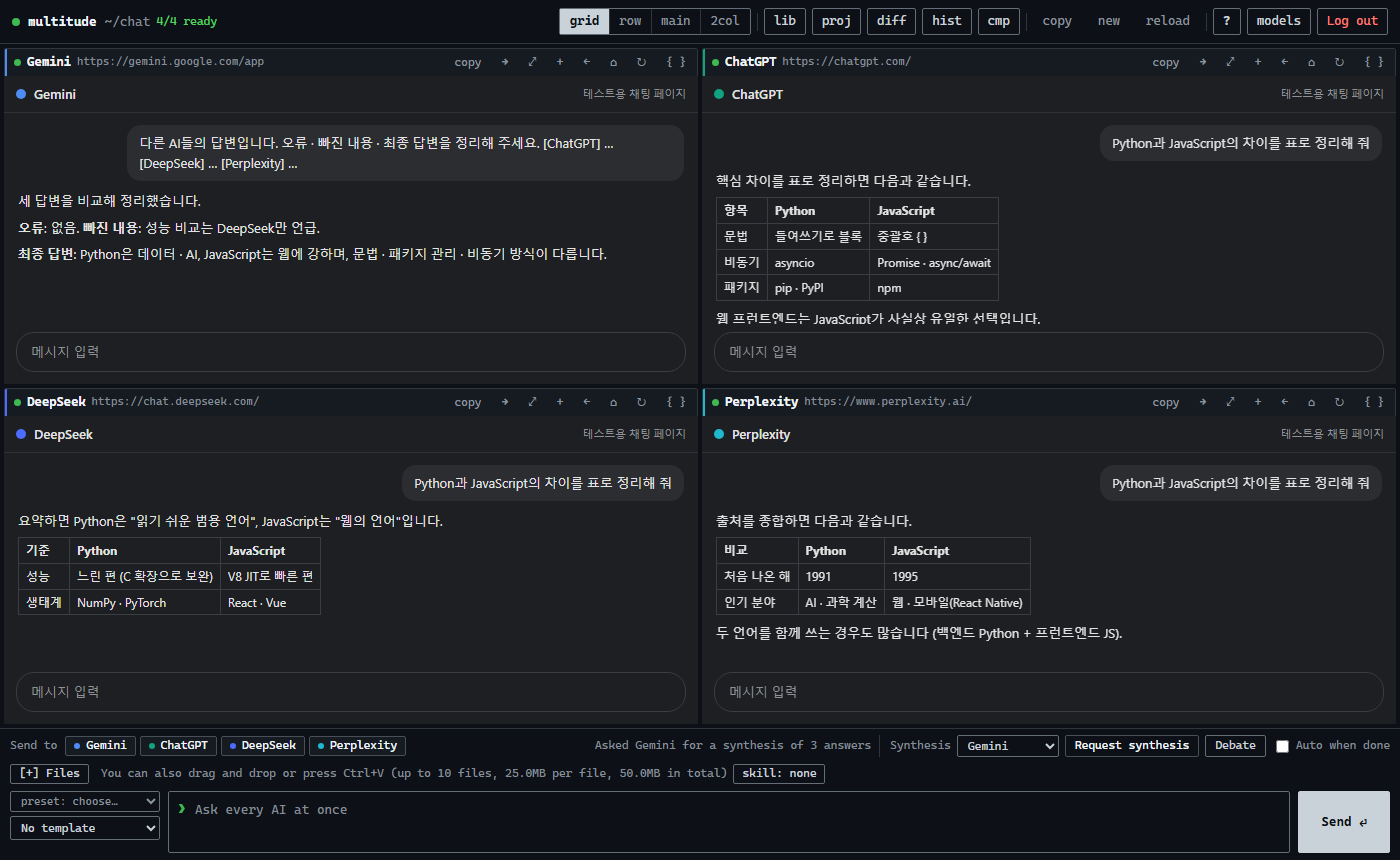 multitude ~/chat 4/4 ready
grid row main 2col lib proj diff hist cmp copy new reload ? models Log out
Gemini https://gemini.google.com/app copy → ⤢ + ← ⌂ ↻ { }
Gemini 테스트용 채팅 페이지
다른 AI들의 답변입니다. 오류 · 빠진 내용 · 최종 답변을 정리해 주세요. [ChatGPT] …
[DeepSeek] … [Perplexity] …
세 답변을 비교해 정리했습니다.
오류: 없음. 빠진 내용: 성능 비교는 DeepSeek만 언급.
최종 답변: Python은 데이터 · AI, JavaScript는 웹에 강하며, 문법 · 패키지 관리 · 비동기 방식이 다릅니다.
메시지 입력
ChatGPT https://chatgpt.com/ copy → ⤢ + ← ⌂ ↻ { }
ChatGPT 테스트용 채팅 페이지
Python과 JavaScript의 차이를 표로 정리해 줘
핵심 차이를 표로 정리하면 다음과 같습니다.
항목 Python JavaScript
문법 들여쓰기로 블록 중괄호 { }
비동기 asyncio Promise · async/await
패키지 pip · PyPI npm
웹 프런트엔드는 JavaScript가 사실상 유일한 선택입니다.
메시지 입력
DeepSeek https://chat.deepseek.com/ copy → ⤢ + ← ⌂ ↻ { }
DeepSeek 테스트용 채팅 페이지
Python과 JavaScript의 차이를 표로 정리해 줘
요약하면 Python은 "읽기 쉬운 범용 언어", JavaScript는 "웹의 언어"입니다.
기준 Python JavaScript
성능 느린 편 (C 확장으로 보완) V8 JIT로 빠른 편
생태계 NumPy · PyTorch React · Vue
메시지 입력
Perplexity https://www.perplexity.ai/ copy → ⤢ + ← ⌂ ↻ { }
Perplexity 테스트용 채팅 페이지
Python과 JavaScript의 차이를 표로 정리해 줘
출처를 종합하면 다음과 같습니다.
비교 Python JavaScript
처음 나온 해 1991 1995
인기 분야 AI · 과학 계산 웹 · 모바일(React Native)
두 언어를 함께 쓰는 경우도 많습니다 (백엔드 Python + 프런트엔드 JS).
메시지 입력
Send to Gemini ChatGPT DeepSeek Perplexity Asked Gemini for a synthesis of 3 answers Synthesis Gemini Request synthesis Debate Auto when done
[+] Files You can also drag and drop or press Ctrl+V (up to 10 files, 25.0MB per file, 50.0MB in total) skill: none
preset: choose…
No template
❯ Ask every AI at once
Send ↵